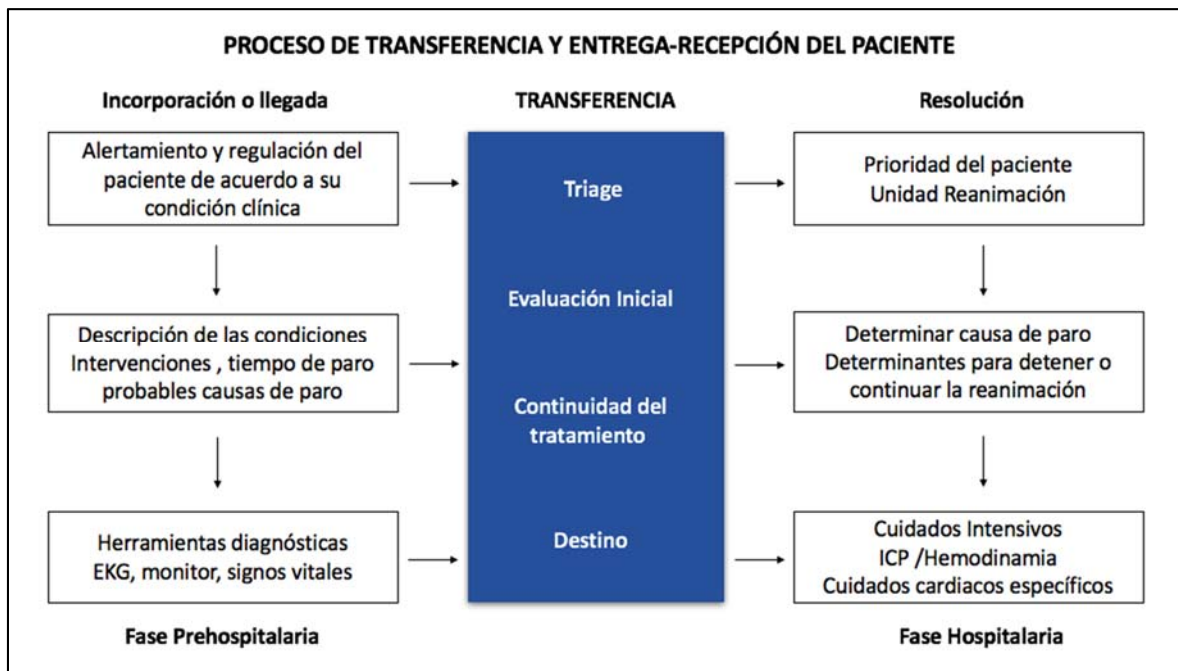 PROCESO DE TRANSFERENCIA Y ENTREGA-RECEPCIÓN DEL PACIENTE
Incorporación o llegada
Alertamiento y regulación del
paciente de acuerdo a su
condición clínica
Descripción de las condiciones
Intervenciones , tiempo de paro
probables causas de paro
Herramientas diagnósticas
EKG, monitor, signos vitales
Fase Prehospitalaria
TRANSFERENCIA
Triage
Evaluación Inicial
Continuidad del
tratamiento
Destino
Resolución
Prioridad del paciente
Unidad Reanimación
Determinar causa de paro
Determinantes para detener o
continuar la reanimación
Cuidados Intensivos
ICP /Hemodinamia
Cuidados cardiacos específicos
Fase Hospitalaria